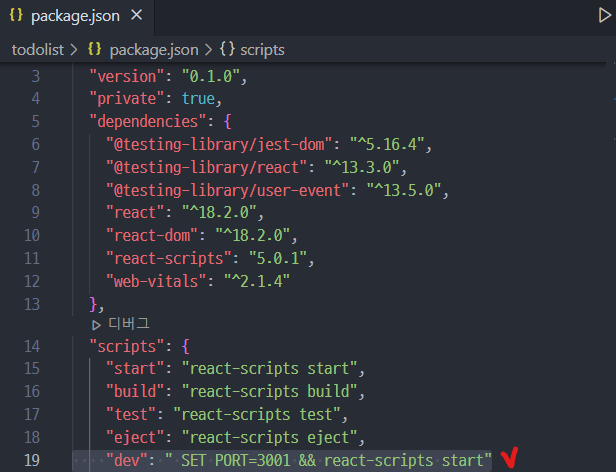 {} package.json ×
todolist > {} package.json > {} scripts
3 "version": "0.1.0",
4 "private": true,
5 "dependencies": {
6 "@testing-library/jest-dom": "^5.16.4",
7 "@testing-library/react": "^13.3.0",
8 "@testing-library/user-event": "^13.5.0",
9 "react": "^18.2.0",
10 "react-dom": "^18.2.0",
11 "react-scripts": "5.0.1",
12 "web-vitals": "^2.1.4"
13 },
디버그
14 "scripts": {
15 "start": "react-scripts start",
16 "build": "react-scripts build",
17 "test": "react-scripts test",
18 "eject": "react-scripts eject",
19 "dev": " SET PORT=3001 && react-scripts start"